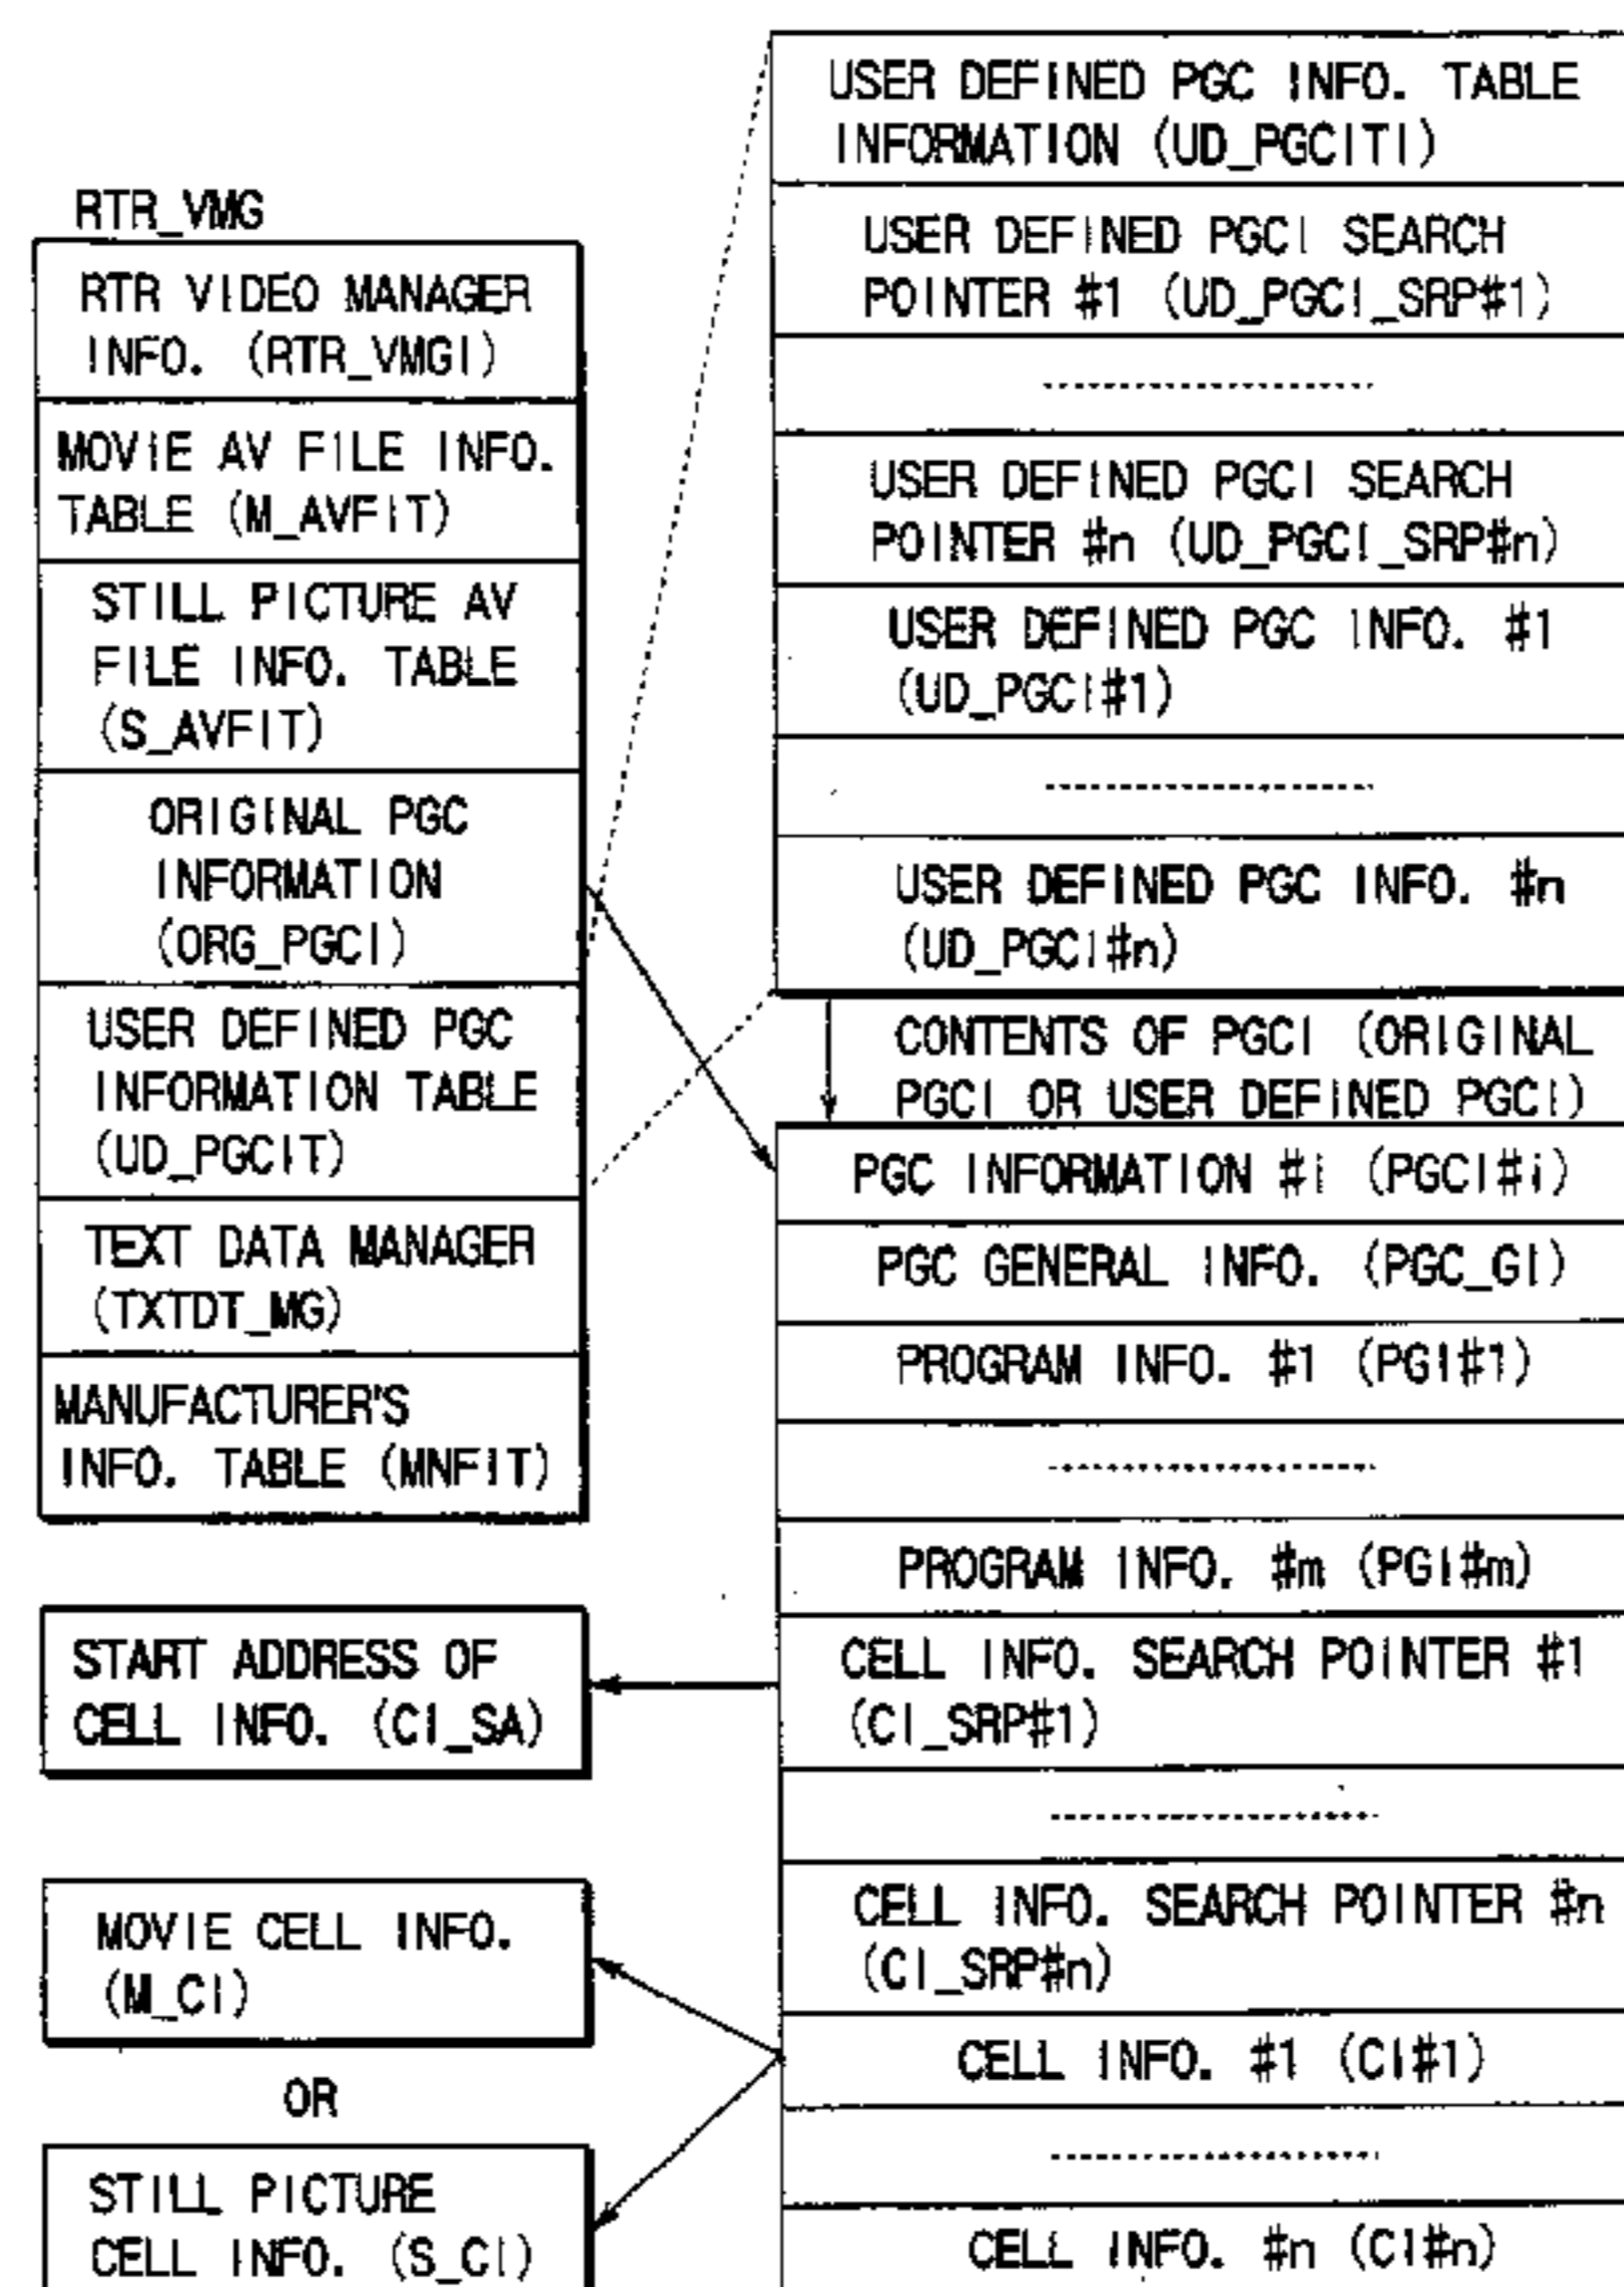 RTR_VMG
RTR VIDEO MANAGER
INFO. (RTR_VMGI)
MOVIE AV FILE INFO.
TABLE (M_AVFIT)
STILL PICTURE AV
FILE INFO. TABLE
(S_AVFIT)
ORIGINAL PGC
INFORMATION
(ORG_PGCI)
USER DEFINED PGC
INFORMATION TABLE
(UD_PGCIT)
TEXT DATA MANAGER
(TXTDT_MG)
MANUFACTURER'S
INFO. TABLE (MNFIT)
START ADDRESS OF
CELL INFO. (CI_SA)
MOVIE CELL INFO.
(M_CI)
OR
STILL PICTURE
CELL INFO. (S_CI)
USER DEFINED PGC INFO. TABLE
INFORMATION (UD_PGCITI)
USER DEFINED PGCI SEARCH
POINTER #1 (UD_PGCI_SRP#1)
USER DEFINED PGCI SEARCH
POINTER #n (UD_PGCI_SRP#n)
USER DEFINED PGC INFO. #1
(UD_PGCI#1)
USER DEFINED PGC INFO. #n
(UD_PGCI#n)
CONTENTS OF PGCI (ORIGINAL
PGCI OR USER DEFINED PGCI)
PGC INFORMATION #i (PGCI#i)
PGC GENERAL INFO. (PGC_GI)
PROGRAM INFO. #1 (PGI#1)
PROGRAM INFO. #m (PGI#m)
CELL INFO. SEARCH POINTER #1
(CI_SRP#1)
CELL INFO. SEARCH POINTER #n
(CI_SRP#n)
CELL INFO. #1 (CI#1)
CELL INFO. #n (CI#n)